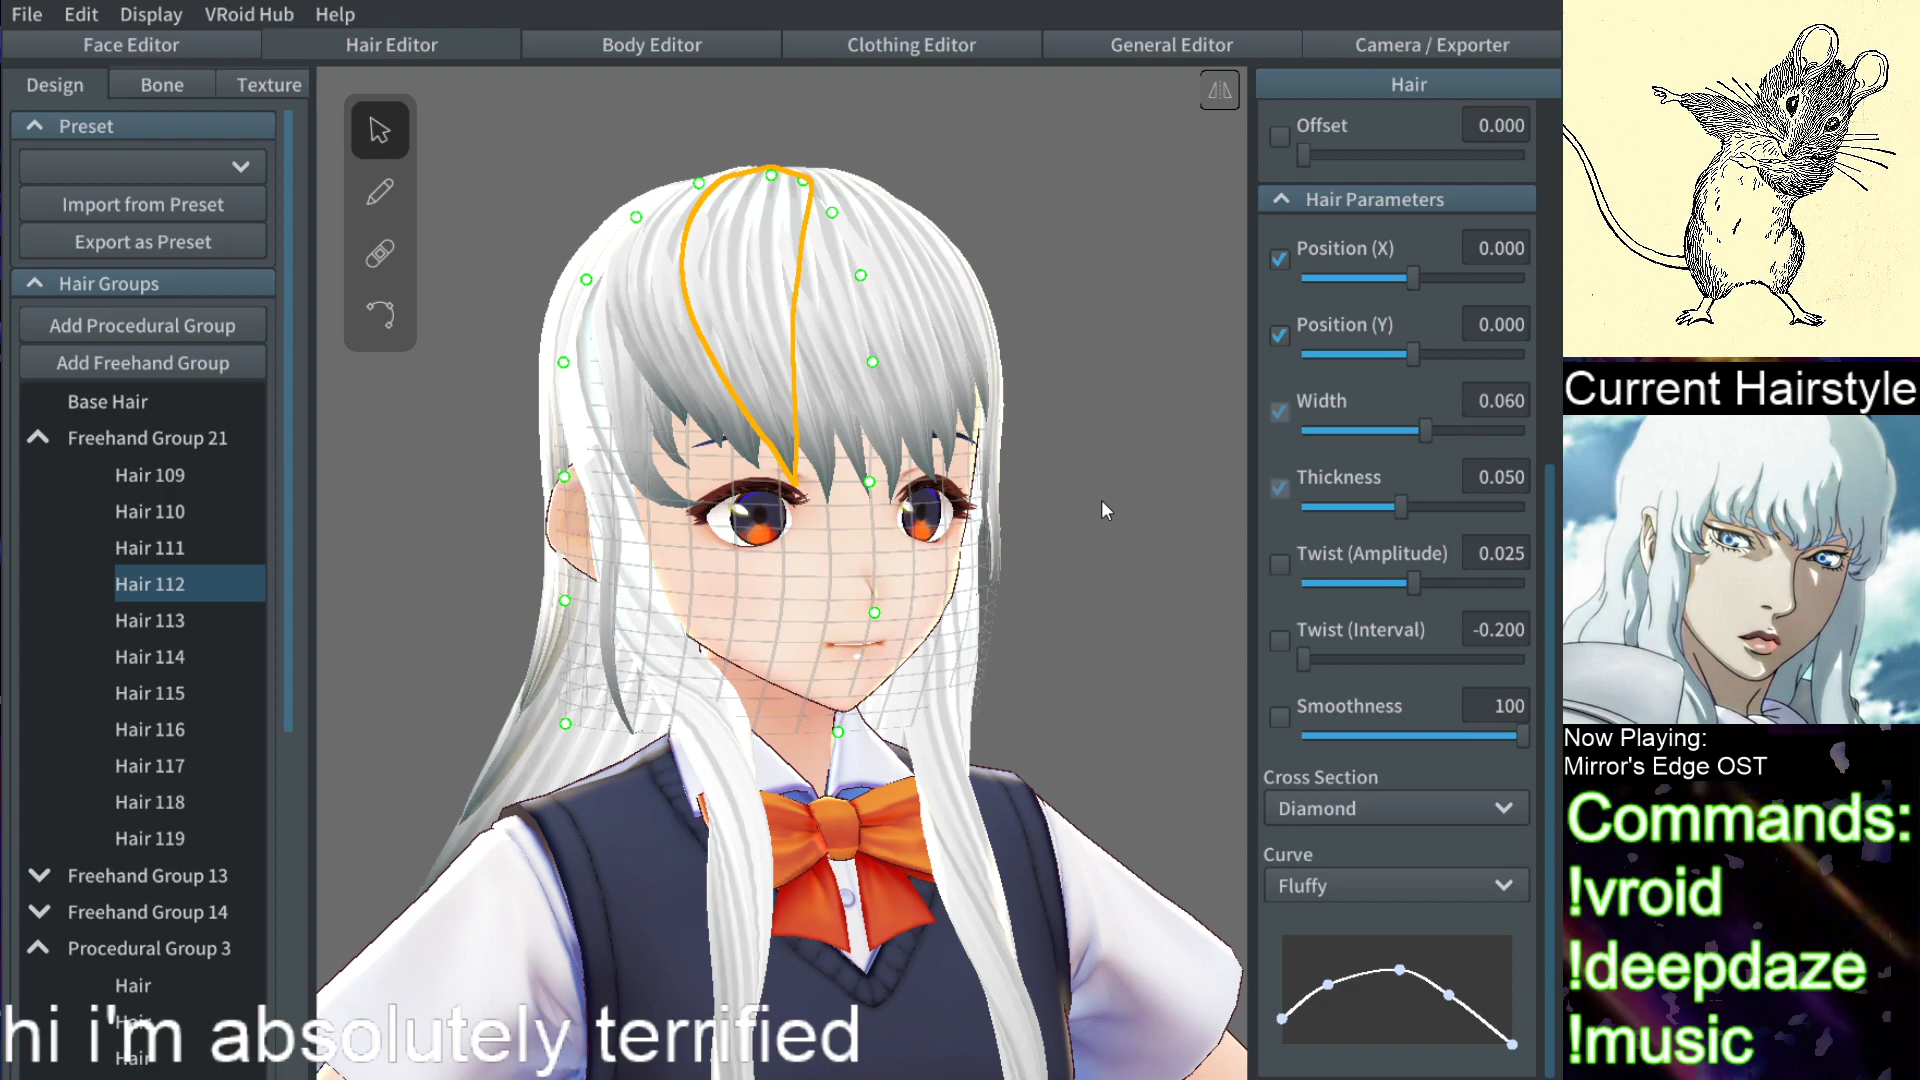 File Edit Display VRoid Hub Help
Face Editor Hair Editor Body Editor Clothing Editor General Editor Camera / Exporter
Design Bone Texture
Preset
Import from Preset
Export as Preset
Hair Groups
Add Procedural Group
Add Freehand Group
Base Hair
Freehand Group 21
Hair 109
Hair 110
Hair 111
Hair 112
Hair 113
Hair 114
Hair 115
Hair 116
Hair 117
Hair 118
Hair 119
Freehand Group 13
Freehand Group 14
Procedural Group 3
Hair
Hair
Hair
hi i'm absolutely terrified
Hair
Offset 0.000
Hair Parameters
Position (X) 0.000
Position (Y) 0.000
Width 0.060
Thickness 0.050
Twist (Amplitude) 0.025
Twist (Interval) -0.200
Smoothness 100
Cross Section
Diamond
Curve
Fluffy
Current Hairstyle
Now Playing:
Mirror's Edge OST
Commands:
!vroid
!deepdaze
!music